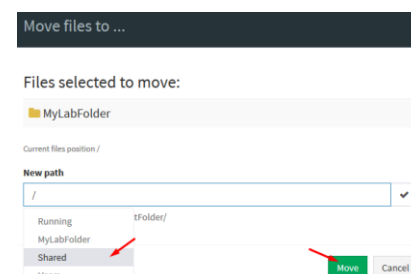 Move files to ...
Files selected to move:
MyLabFolder
Current files position /
New path
/
Running
tFolder/
MyLabFolder
Shared
Move Cancel